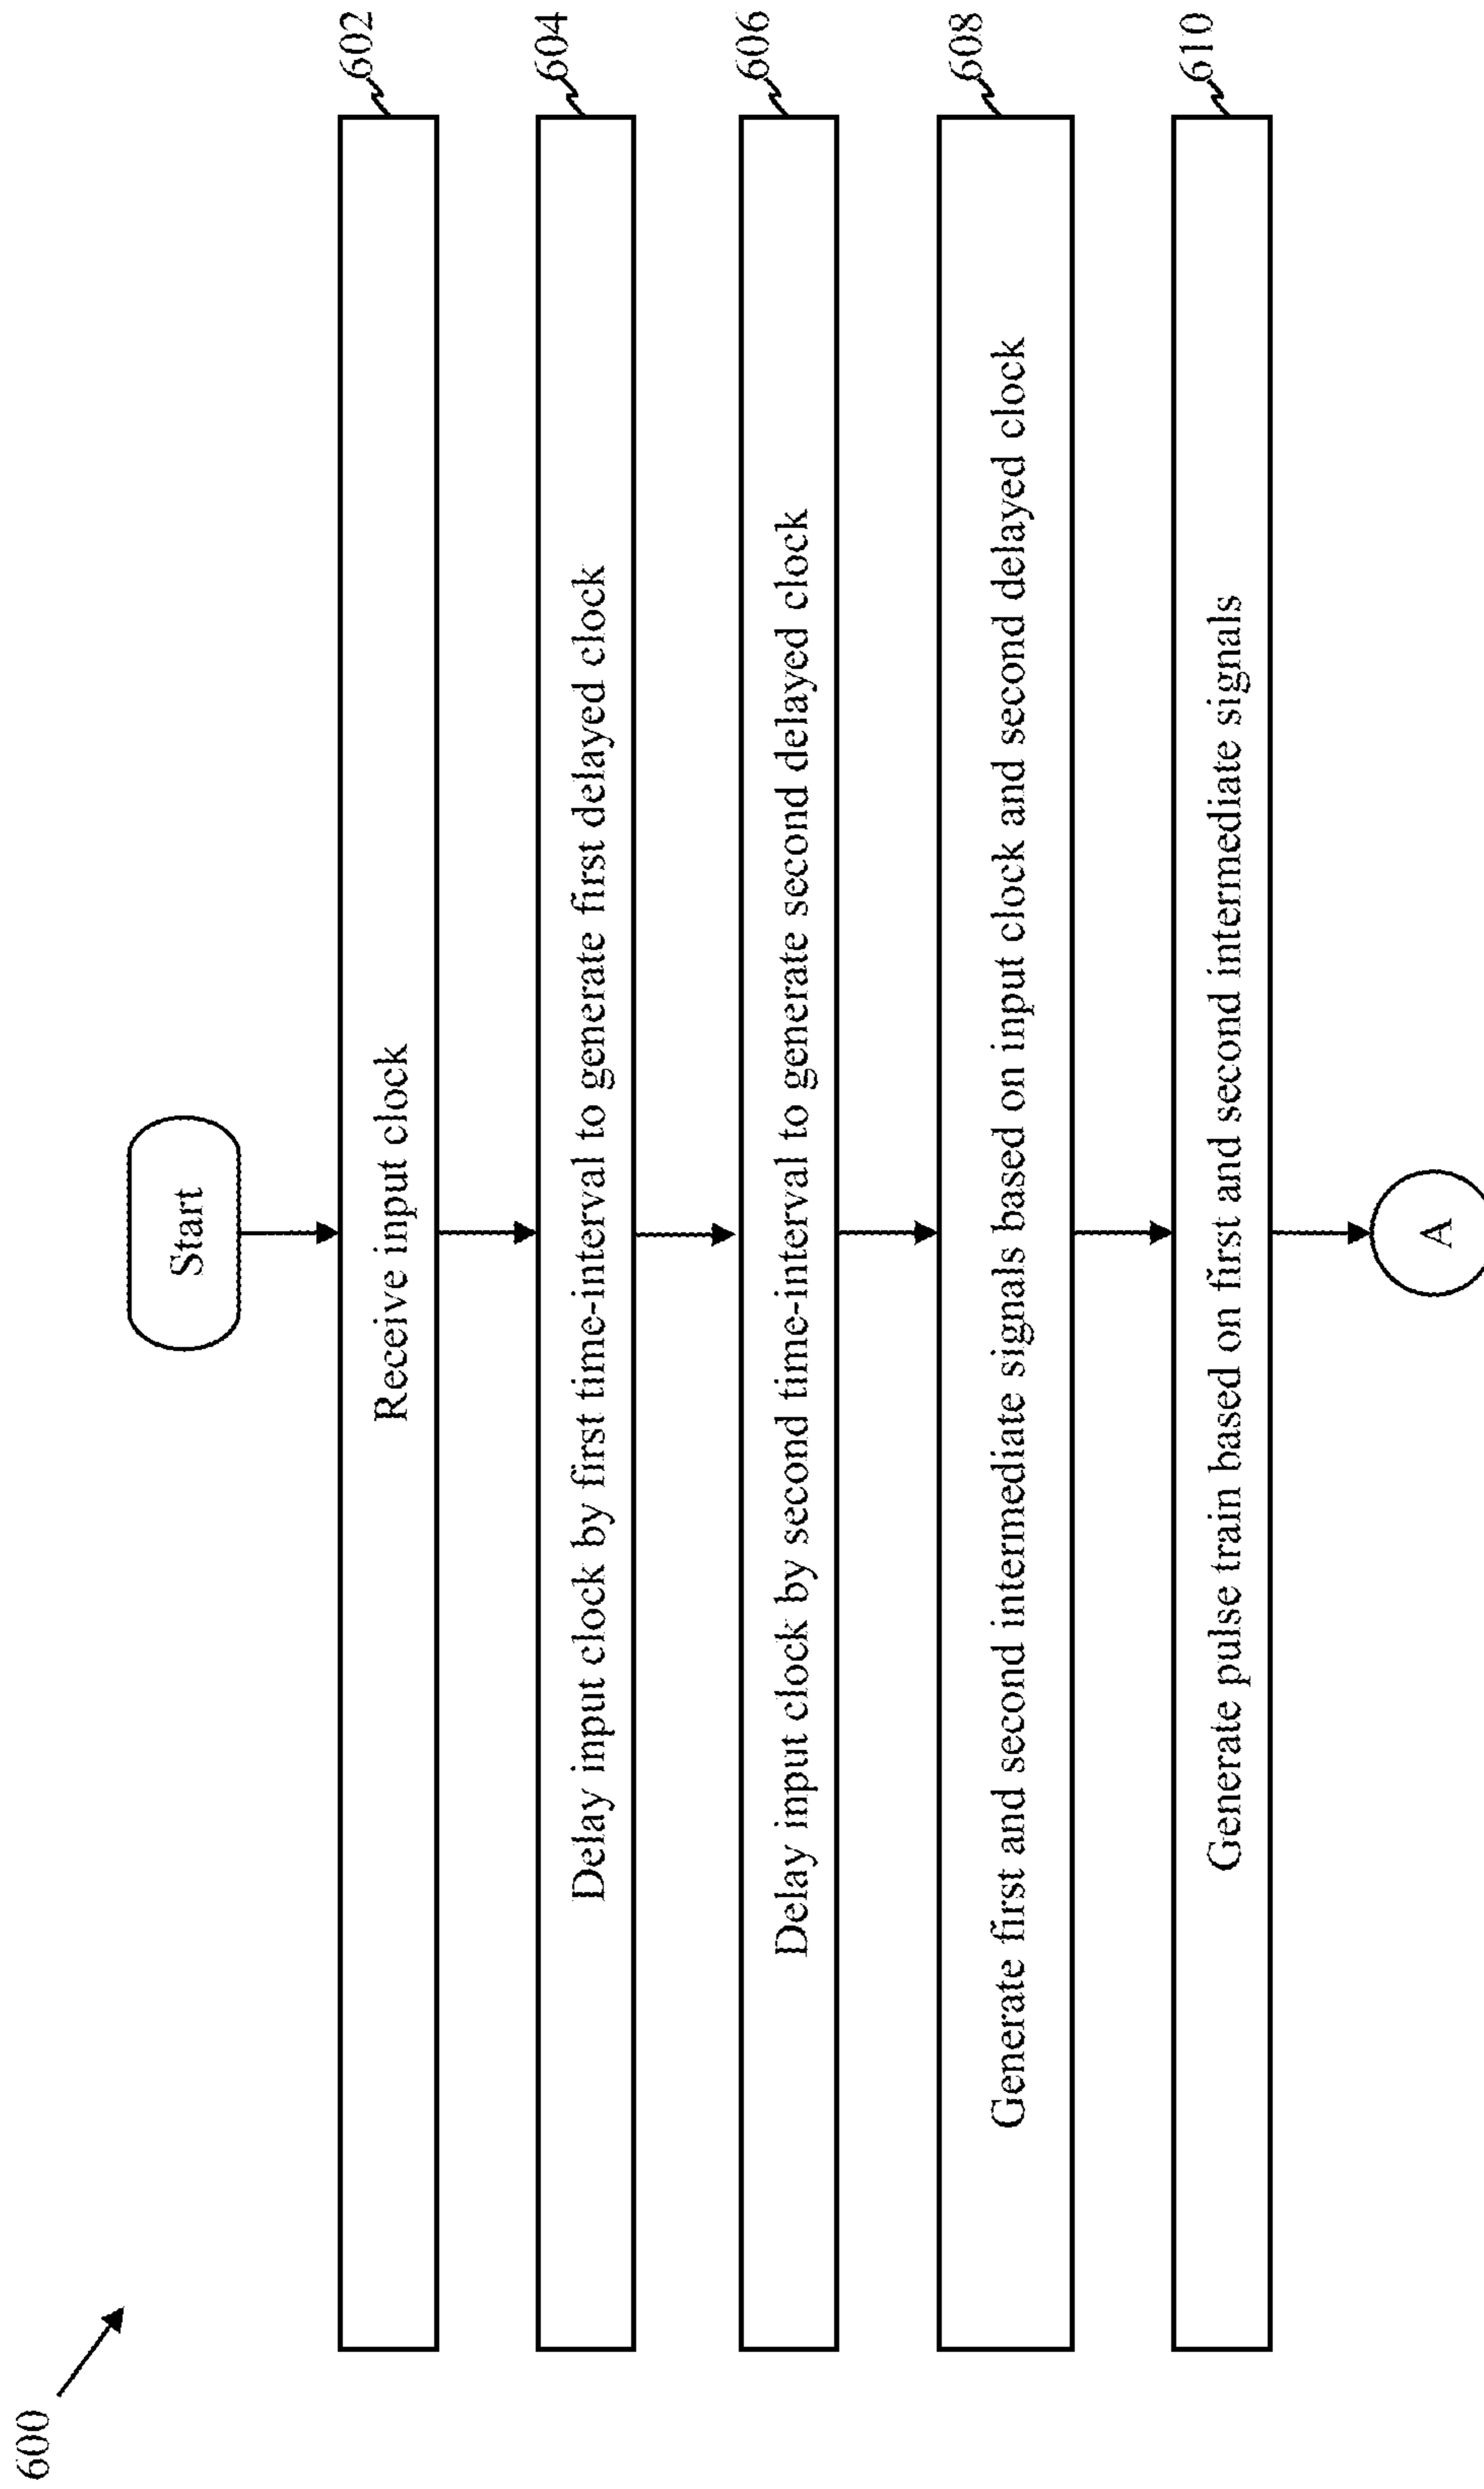 600
Start
Receive input clock
602
Delay input clock by first time-interval to generate first delayed clock
604
Delay input clock by second time-interval to generate second delayed clock
606
Generate first and second intermediate signals based on input clock and second delayed clock
608
Generate pulse train based on first and second intermediate signals
610
A